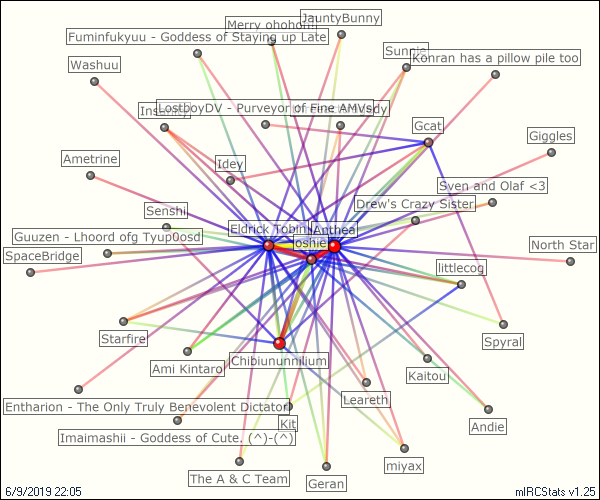 JauntyBunny
Merry ohohoh!!
Fuminfukyuu - Goddess of Staying up Late
Sunnie
Konran has a pillow pile too
Washuu
LostboyDV - Purveyor of Fine AMVs
Gcat
Giggles
Ametrine
Idey
Sven and Olaf <3
Drew's Crazy Sister
Senshi
Eldrick Tobin
Anthea
Guuzen - Lhoord ofg Tyup0osd
Joshie
North Star
SpaceBridge
littlecog
Starfire
Spyral
Chibiununnilium
Ami Kintaro
Kaitou
Leareth
Entharion - The Only Truly Benevolent Dictator
Kit
Andie
Imaimashii - Goddess of Cute. (^)-(^)
miyax
The A & C Team
Geran
6/9/2019 22:05
mIRCStats v1.25